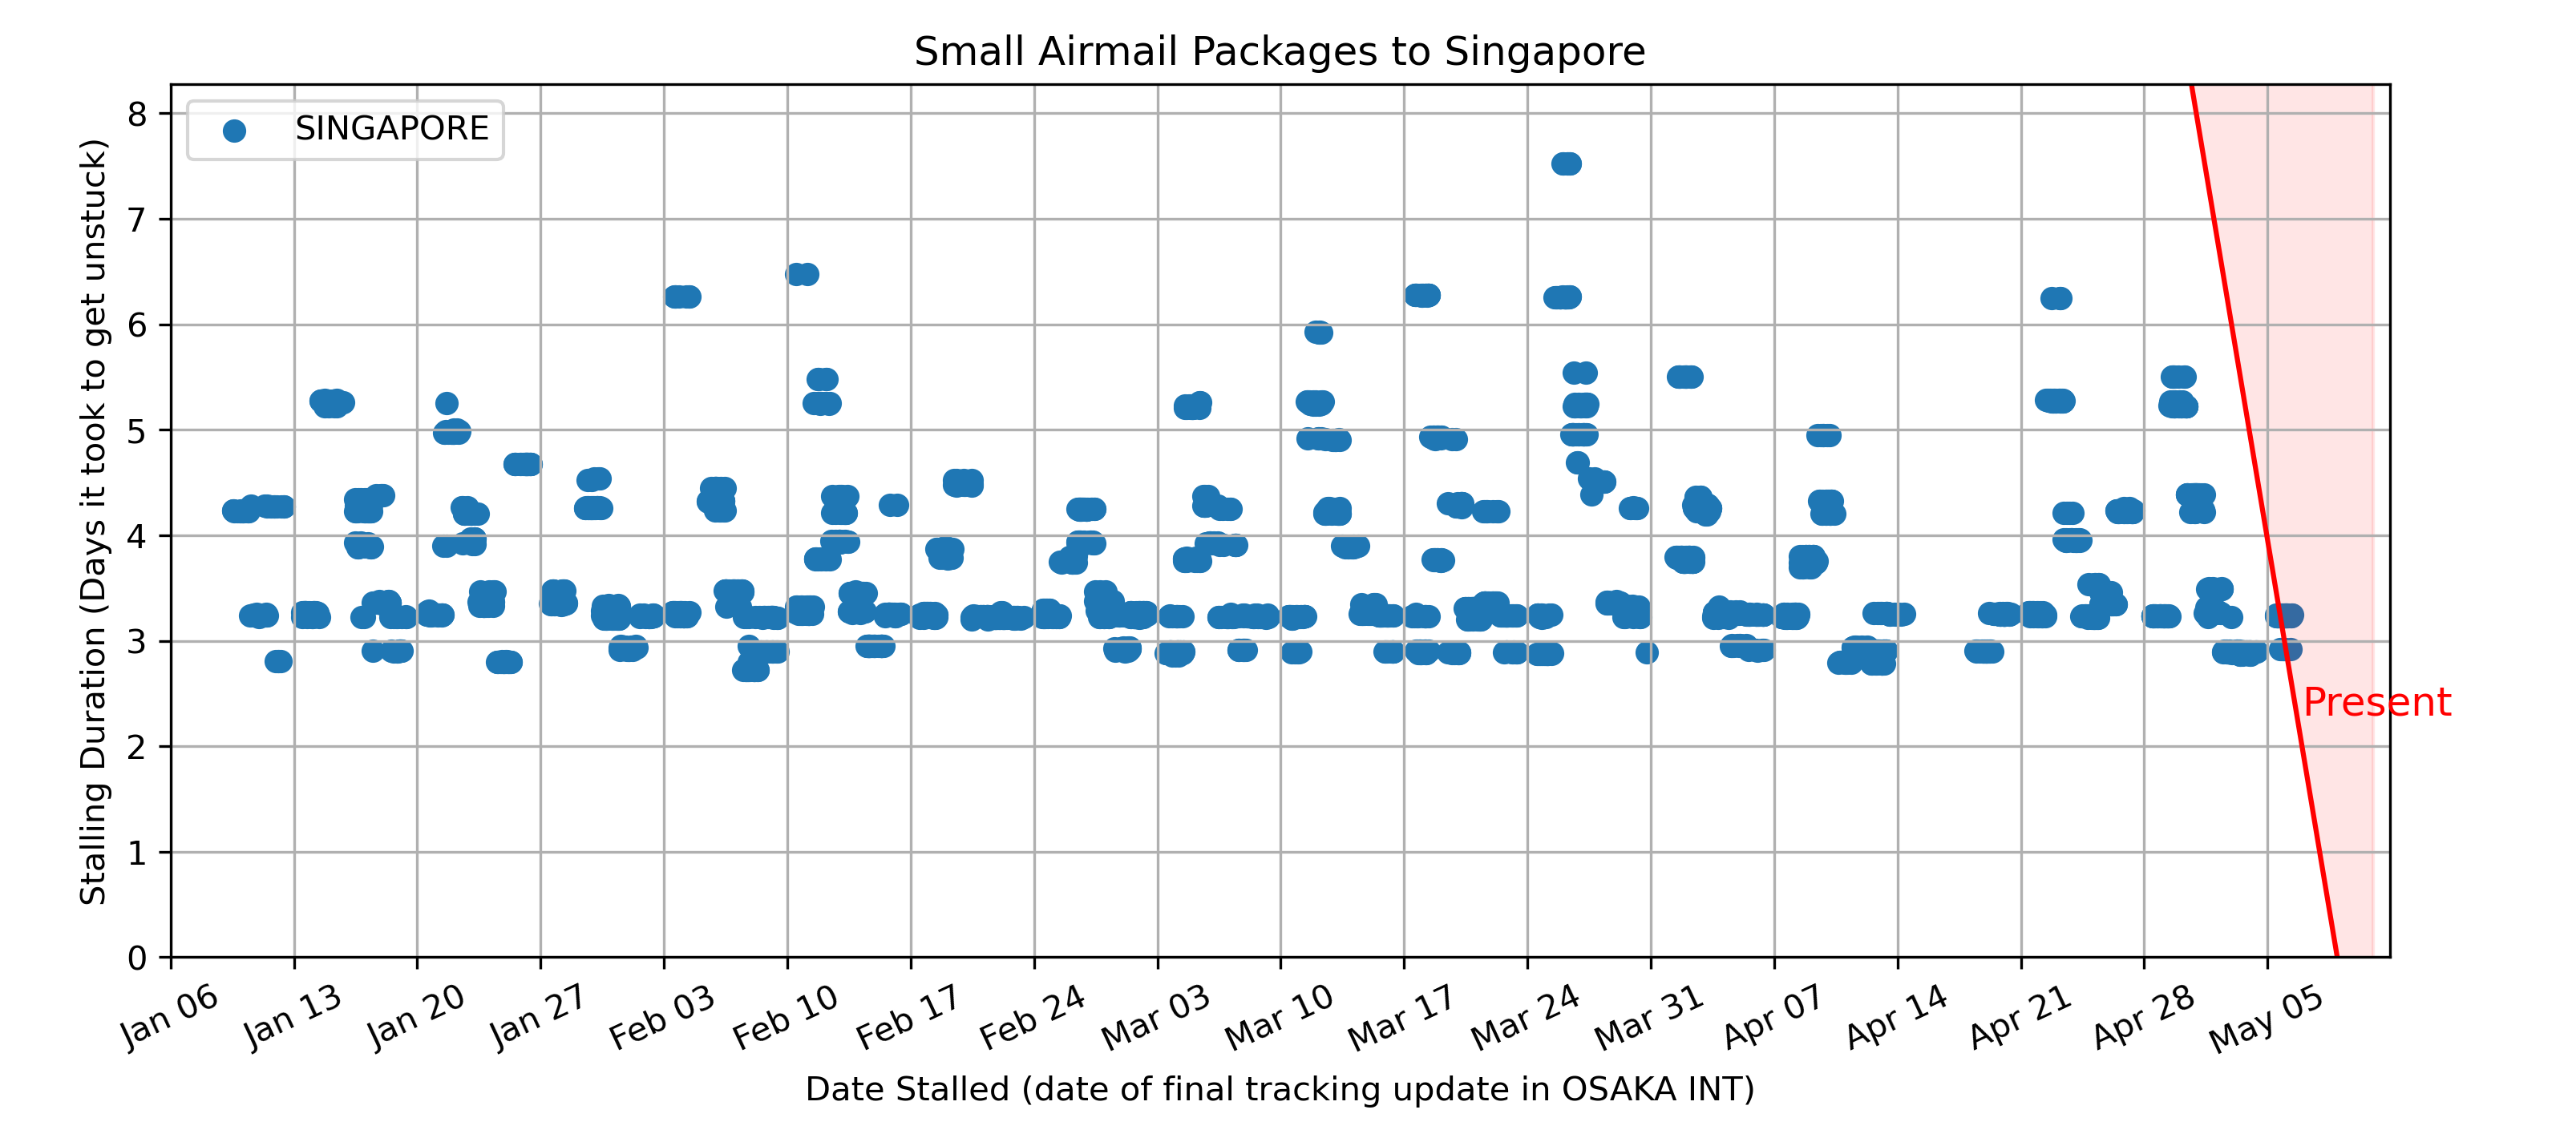 Small Airmail Packages to Singapore
SINGAPORE
Stalling Duration (Days it took to get unstuck)
8
7
6
5
4
3
2
1
0
Present
Jan 06
Jan 13
Jan 20
Jan 27
Feb 03
Feb 10
Feb 17
Feb 24
Mar 03
Mar 10
Mar 17
Mar 24
Mar 31
Apr 07
Apr 14
Apr 21
Apr 28
May 05
Date Stalled (date of final tracking update in OSAKA INT)